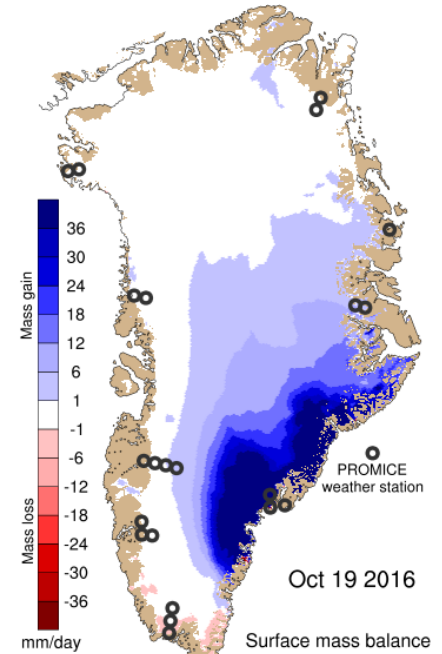 Mass gain
36
30
24
18
12
6
1
-1
-6
-12
-18
-24
-30
-36
Mass loss
mm/day
PROMICE
weather station
Oct 19 2016
Surface mass balance